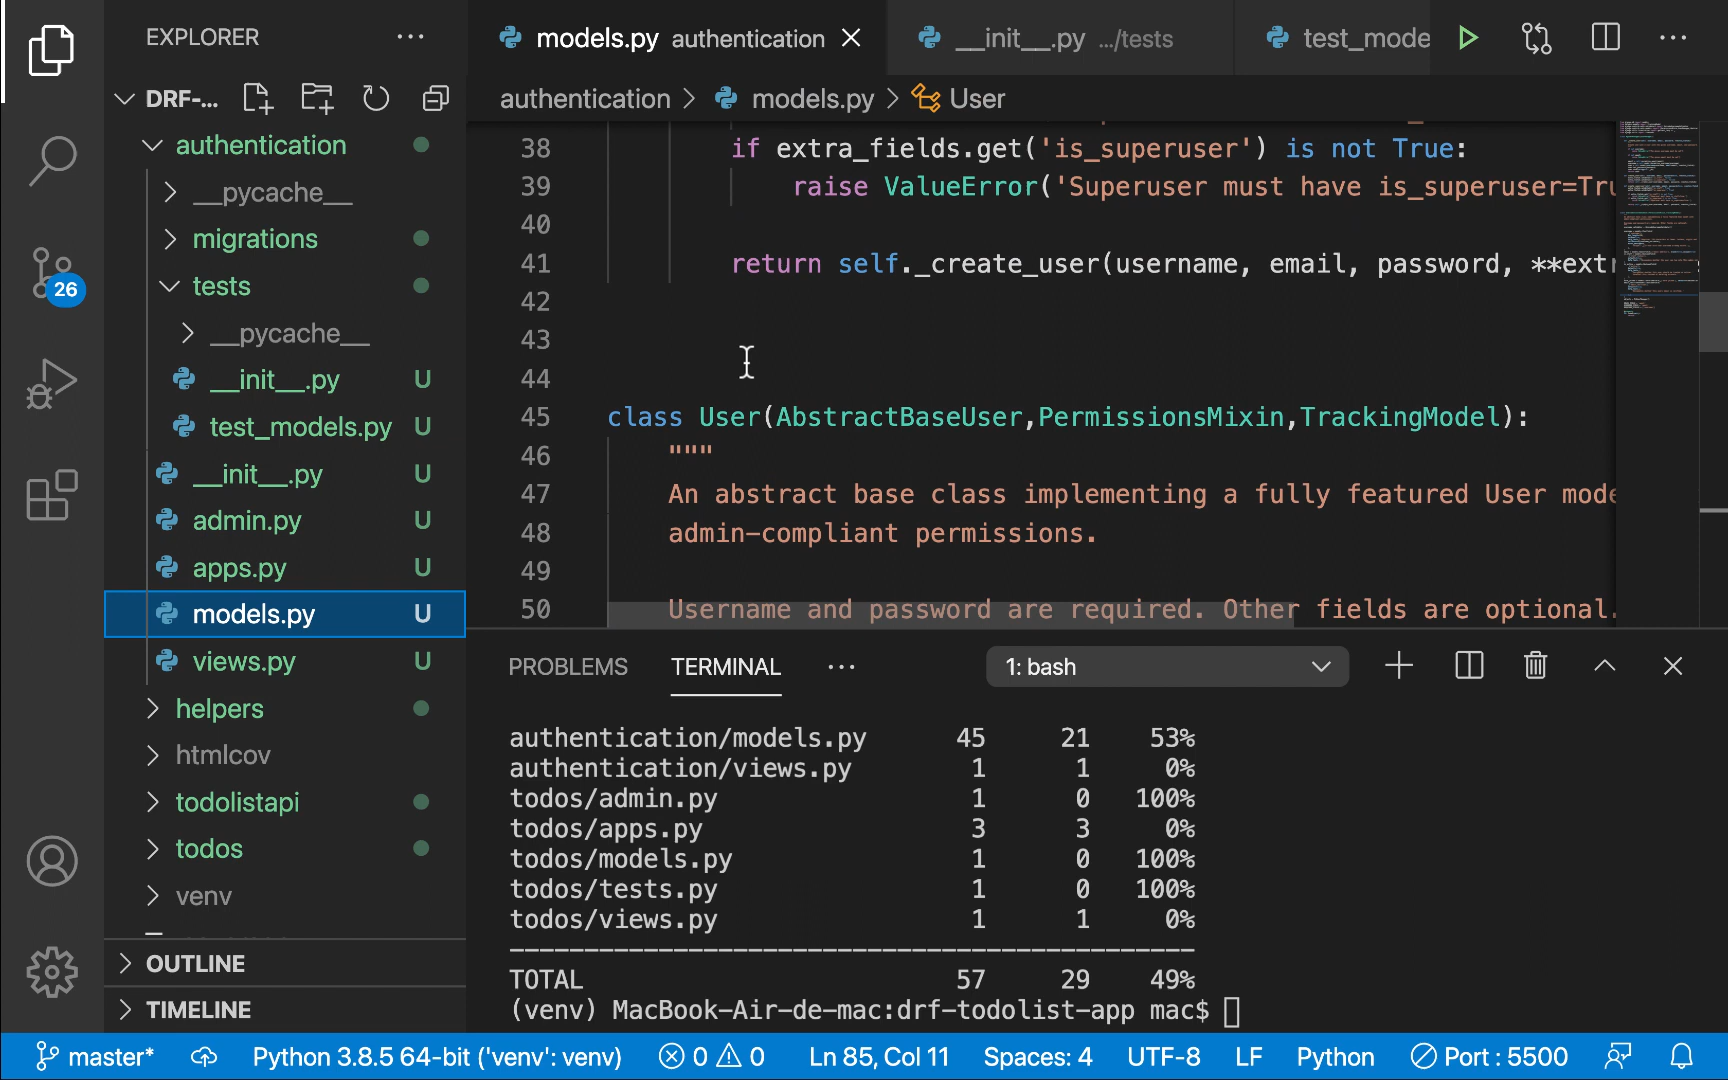 EXPLORER
DRF-...
authentication
__pycache__
migrations
tests
__pycache__
__init__.py U
test_models.py U
__init__.py U
admin.py U
apps.py U
models.py U
views.py U
helpers
htmlcov
todolistapi
todos
venv
OUTLINE
TIMELINE
26
models.py authentication
__init__.py .../tests
test_mode
authentication > models.py > User
38 if extra_fields.get('is_superuser') is not True:
39 raise ValueError('Superuser must have is_superuser=Tru
40
41 return self._create_user(username, email, password, **extr
42
43
44
45 class User(AbstractBaseUser,PermissionsMixin,TrackingModel):
46 """
47 An abstract base class implementing a fully featured User mode
48 admin-compliant permissions.
49
50 Username and password are required. Other fields are optional.
PROBLEMS TERMINAL ... 1: bash
authentication/models.py 45 21 53%
authentication/views.py 1 1 0%
todos/admin.py 1 0 100%
todos/apps.py 3 3 0%
todos/models.py 1 0 100%
todos/tests.py 1 0 100%
todos/views.py 1 1 0%
TOTAL 57 29 49%
(venv) MacBook-Air-de-mac:drf-todolist-app mac$
master* Python 3.8.5 64-bit ('venv': venv) 0 0 Ln 85, Col 11 Spaces: 4 UTF-8 LF Python Port : 5500